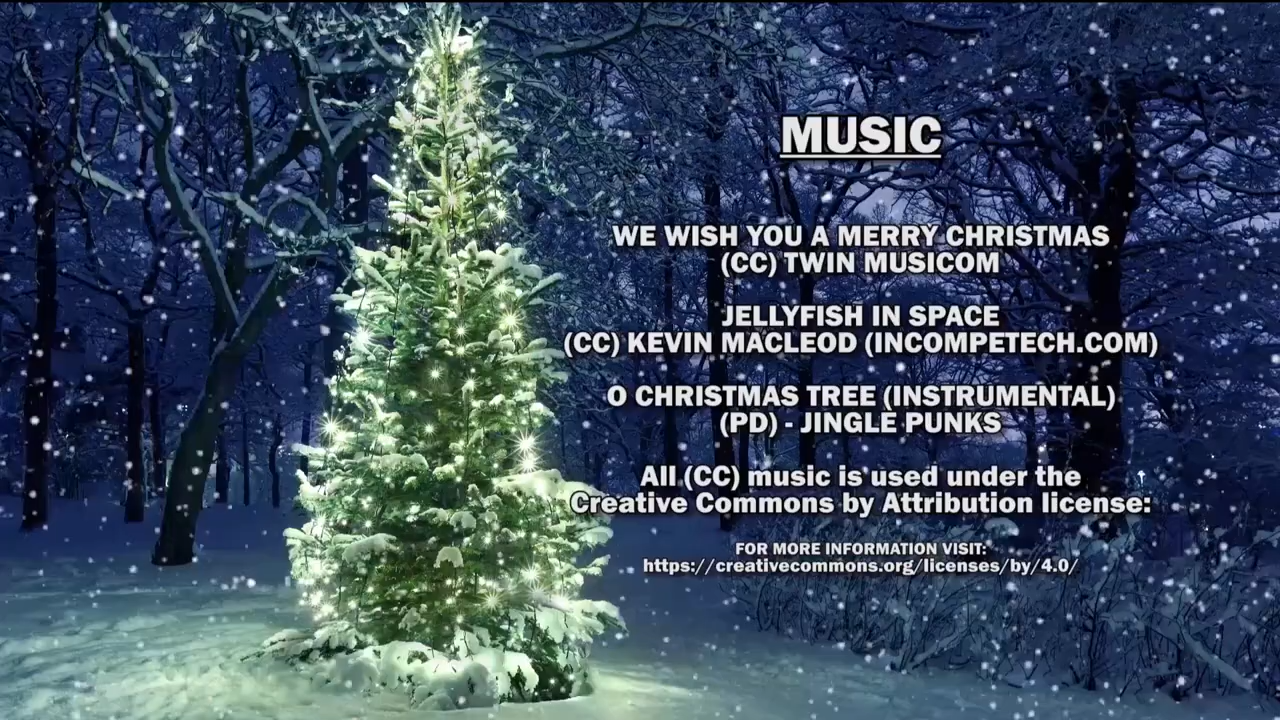 MUSIC
WE WISH YOU A MERRY CHRISTMAS
(CC) TWIN MUSICOM
JELLYFISH IN SPACE
(CC) KEVIN MACLEOD (INCOMPETECH.COM)
O CHRISTMAS TREE (INSTRUMENTAL)
(PD) - JINGLE PUNKS
All (CC) music is used under the
Creative Commons by Attribution license:
FOR MORE INFORMATION VISIT:
https://creativecommons.org/licenses/by/4.0/